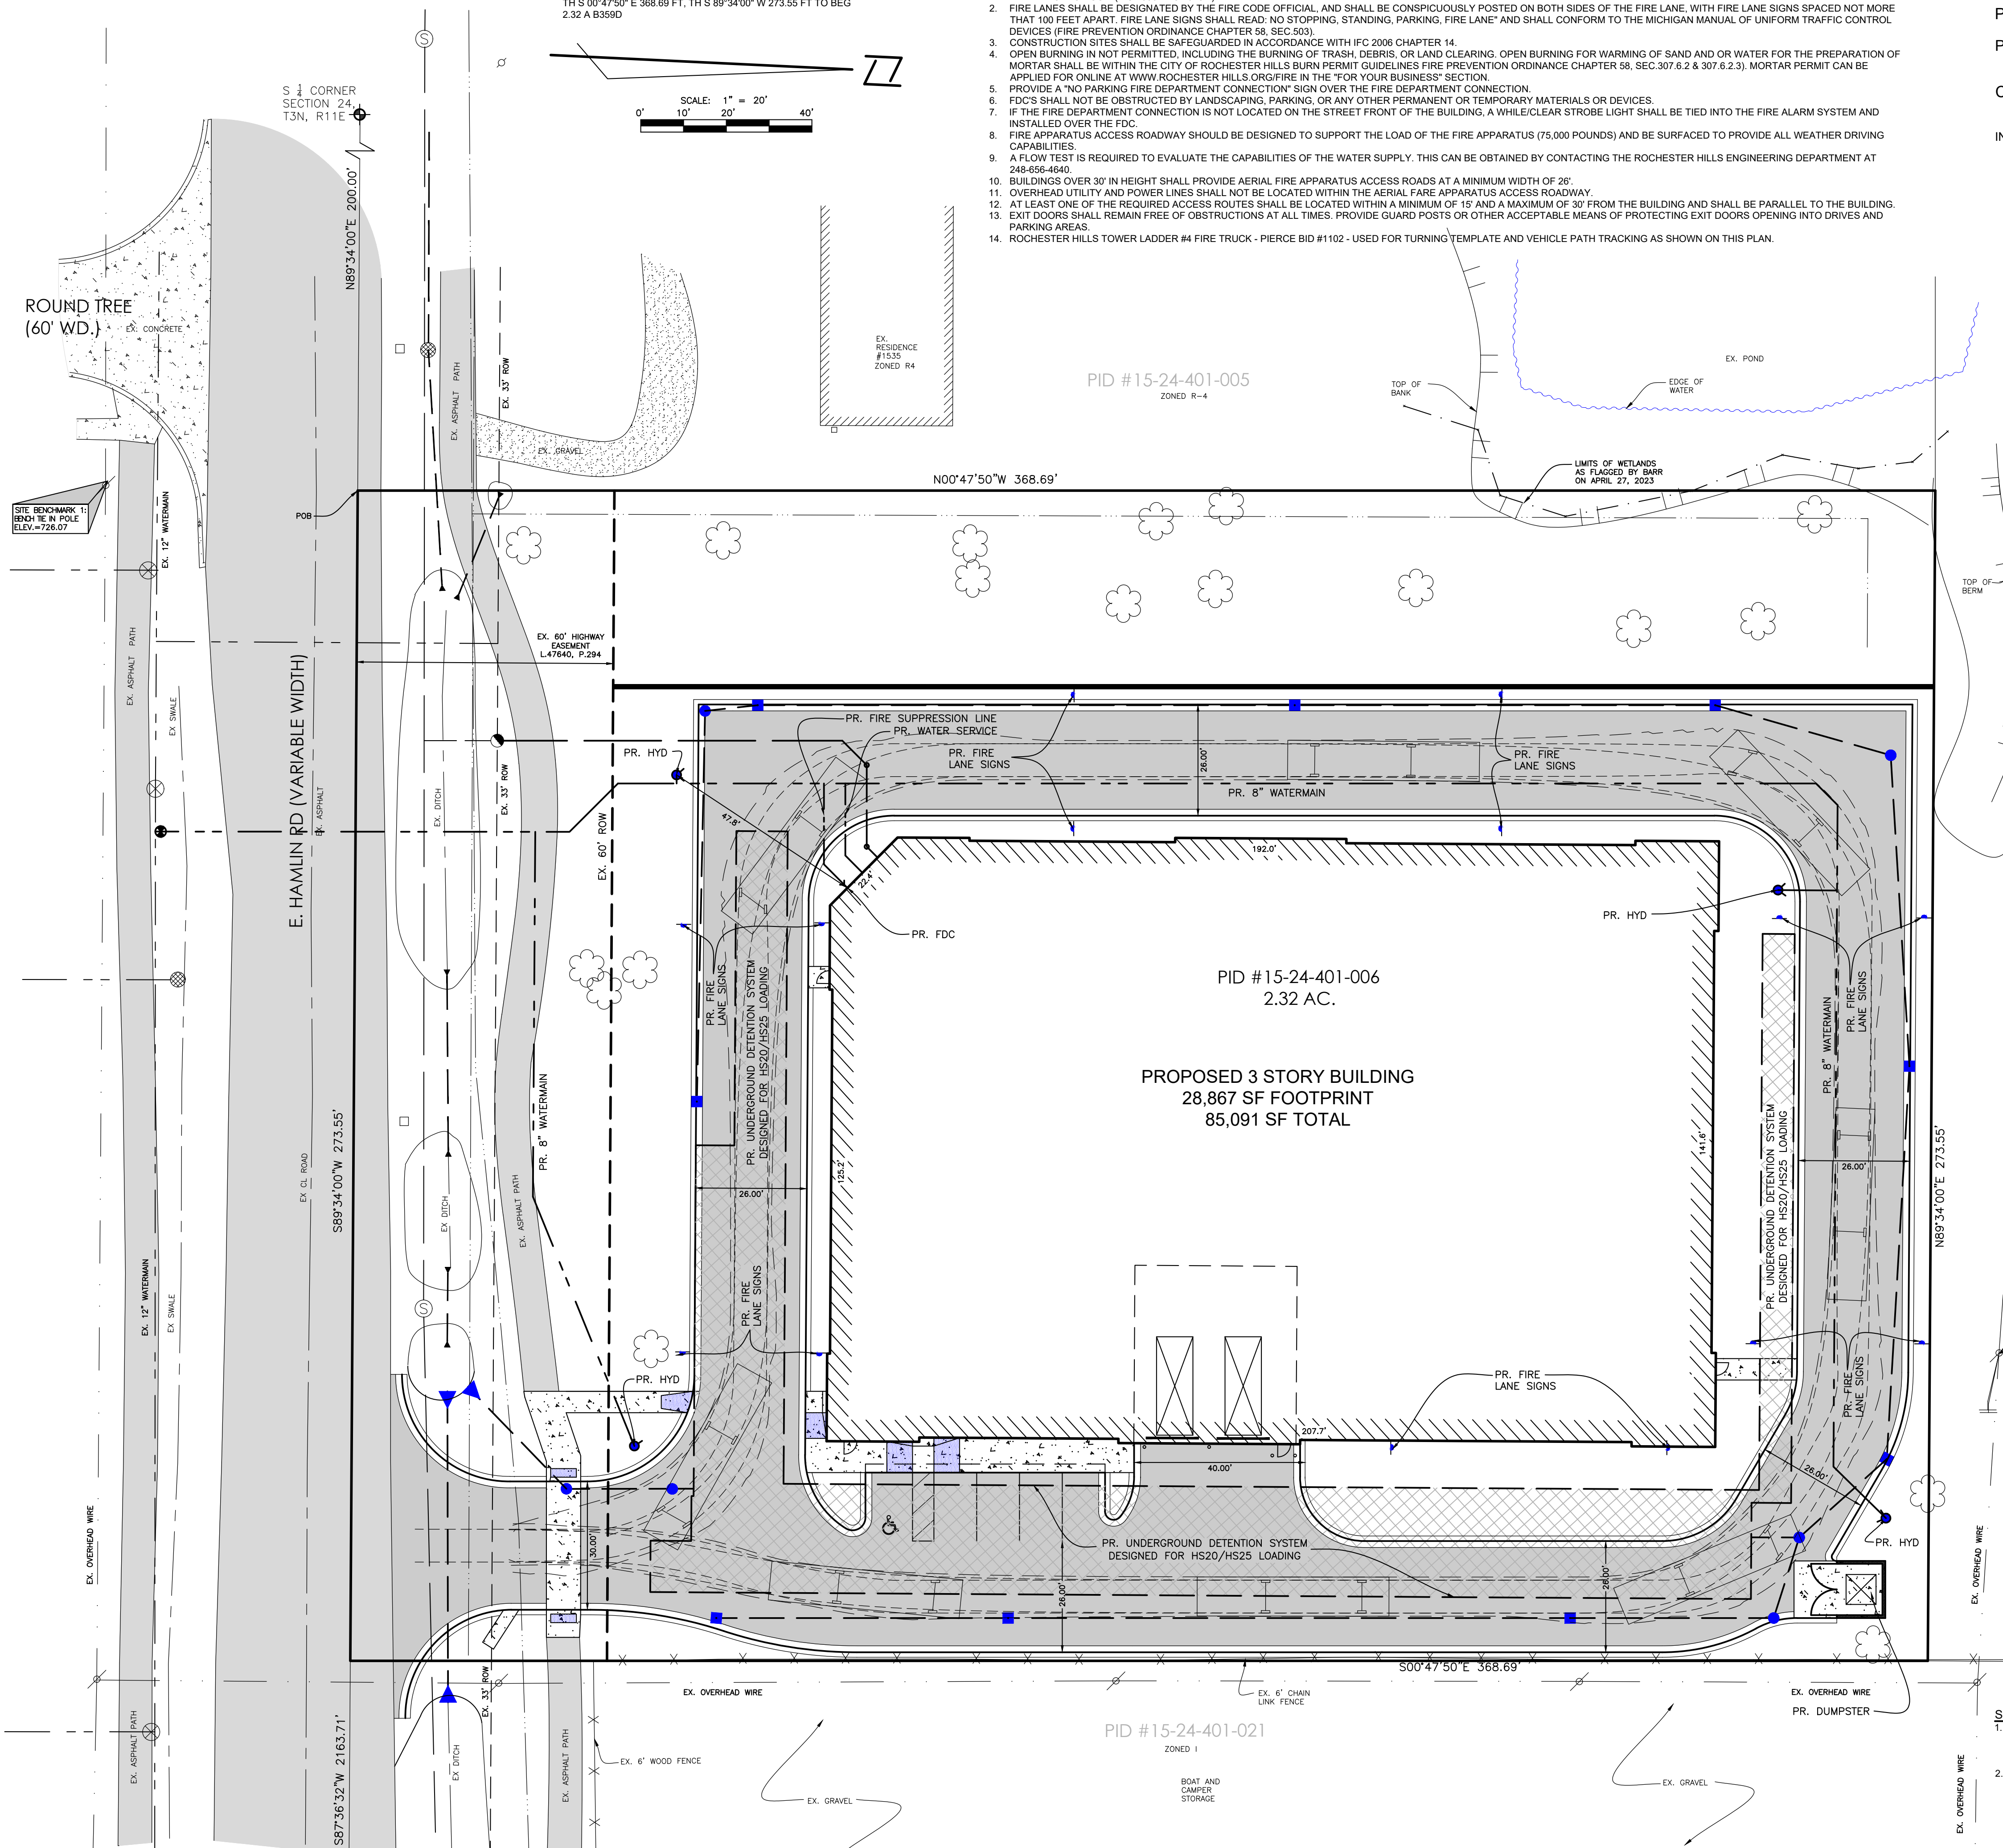 TH S 00°47'50" E 368.69 FT, TH S 89°34'00" W 273.55 FT TO BEG
2.32 A B359D
2. FIRE LANES SHALL BE DESIGNATED BY THE FIRE CODE OFFICIAL, AND SHALL BE CONSPICUOUSLY POSTED ON BOTH SIDES OF THE FIRE LANE, WITH FIRE LANE SIGNS SPACED NOT MORE
THAT 100 FEET APART. FIRE LANE SIGNS SHALL READ: NO STOPPING, STANDING, PARKING, FIRE LANE" AND SHALL CONFORM TO THE MICHIGAN MANUAL OF UNIFORM TRAFFIC CONTROL
DEVICES (FIRE PREVENTION ORDINANCE CHAPTER 58, SEC.503).
3. CONSTRUCTION SITES SHALL BE SAFEGUARDED IN ACCORDANCE WITH IFC 2006 CHAPTER 14.
4. OPEN BURNING IN NOT PERMITTED, INCLUDING THE BURNING OF TRASH, DEBRIS, OR LAND CLEARING. OPEN BURNING FOR WARMING OF SAND AND OR WATER FOR THE PREPARATION OF
MORTAR SHALL BE WITHIN THE CITY OF ROCHESTER HILLS BURN PERMIT GUIDELINES FIRE PREVENTION ORDINANCE CHAPTER 58, SEC.307.6.2 & 307.6.2.3). MORTAR PERMIT CAN BE
APPLIED FOR ONLINE AT WWW.ROCHESTER HILLS.ORG/FIRE IN THE "FOR YOUR BUSINESS" SECTION.
5. PROVIDE A "NO PARKING FIRE DEPARTMENT CONNECTION" SIGN OVER THE FIRE DEPARTMENT CONNECTION.
6. FDC'S SHALL NOT BE OBSTRUCTED BY LANDSCAPING, PARKING, OR ANY OTHER PERMANENT OR TEMPORARY MATERIALS OR DEVICES.
7. IF THE FIRE DEPARTMENT CONNECTION IS NOT LOCATED ON THE STREET FRONT OF THE BUILDING, A WHILE/CLEAR STROBE LIGHT SHALL BE TIED INTO THE FIRE ALARM SYSTEM AND
INSTALLED OVER THE FDC.
8. FIRE APPARATUS ACCESS ROADWAY SHOULD BE DESIGNED TO SUPPORT THE LOAD OF THE FIRE APPARATUS (75,000 POUNDS) AND BE SURFACED TO PROVIDE ALL WEATHER DRIVING
CAPABILITIES.
9. A FLOW TEST IS REQUIRED TO EVALUATE THE CAPABILITIES OF THE WATER SUPPLY. THIS CAN BE OBTAINED BY CONTACTING THE ROCHESTER HILLS ENGINEERING DEPARTMENT AT
248-656-4640.
10. BUILDINGS OVER 30' IN HEIGHT SHALL PROVIDE AERIAL FIRE APPARATUS ACCESS ROADS AT A MINIMUM WIDTH OF 26'.
11. OVERHEAD UTILITY AND POWER LINES SHALL NOT BE LOCATED WITHIN THE AERIAL FARE APPARATUS ACCESS ROADWAY.
12. AT LEAST ONE OF THE REQUIRED ACCESS ROUTES SHALL BE LOCATED WITHIN A MINIMUM OF 15' AND A MAXIMUM OF 30' FROM THE BUILDING AND SHALL BE PARALLEL TO THE BUILDING.
13. EXIT DOORS SHALL REMAIN FREE OF OBSTRUCTIONS AT ALL TIMES. PROVIDE GUARD POSTS OR OTHER ACCEPTABLE MEANS OF PROTECTING EXIT DOORS OPENING INTO DRIVES AND
PARKING AREAS.
14. ROCHESTER HILLS TOWER LADDER #4 FIRE TRUCK - PIERCE BID #1102 - USED FOR TURNING TEMPLATE AND VEHICLE PATH TRACKING AS SHOWN ON THIS PLAN.
N
SCALE: 1" = 20'
0' 10' 20' 40'
S 1/4 CORNER
SECTION 24,
T3N, R11E
N89°34'00"E 200.00'
S
ROUND TREE
(60' WD.)
EX. CONCRETE
EX. ASPHALT PATH
EX. 33' ROW
EX. GRAVEL
EX.
RESIDENCE
#1535
ZONED R4
PID #15-24-401-005
ZONED R-4
TOP OF
BANK
EDGE OF
WATER
EX. POND
LIMITS OF WETLANDS
AS FLAGGED BY BARR
ON APRIL 27, 2023
N00°47'50"W 368.69'
SITE BENCHMARK 1:
BENCH TIE IN POLE
ELEV.=726.07
POB
EX. 12" WATERMAIN
TOP OF
BERM
EX. 60' HIGHWAY
EASEMENT
L.47640, P.294
EX. ASPHALT PATH
EX SWALE
E. HAMLIN RD (VARIABLE WIDTH)
EX. ASPHALT
EX. DITCH
EX. 33' ROW
EX. 60' ROW
PR. HYD
PR. FIRE SUPPRESSION LINE
PR. WATER SERVICE
PR. FIRE
LANE SIGNS
26.00'
PR. FIRE
LANE SIGNS
PR. 8" WATERMAIN
47.8'
22.4'
192.0'
PR. FDC
PR. HYD
PR. FIRE
LANE SIGNS
PR. UNDERGROUND DETENTION SYSTEM
DESIGNED FOR HS20/HS25 LOADING
PID #15-24-401-006
2.32 AC.
PROPOSED 3 STORY BUILDING
28,867 SF FOOTPRINT
85,091 SF TOTAL
PR. 8" WATERMAIN
PR. FIRE
LANE SIGNS
PR. UNDERGROUND DETENTION SYSTEM
DESIGNED FOR HS20/HS25 LOADING
141.6'
26.00'
N89°34'00"E 273.55'
S89°34'00"W 273.55'
EX CL ROAD
EX DITCH
EX. ASPHALT PATH
PR. 8" WATERMAIN
26.00'
125.2'
EX. 12" WATERMAIN
EX SWALE
S
PR. FIRE
LANE SIGNS
PR. HYD
PR. FIRE
LANE SIGNS
PR. FIRE
LANE SIGNS
207.7'
40.00'
26.00'
30.00'
PR. UNDERGROUND DETENTION SYSTEM
DESIGNED FOR HS20/HS25 LOADING
26.00'
26.00'
PR. HYD
EX. OVERHEAD WIRE
EX. OVERHEAD WIRE
S00°47'50"E 368.69'
EX. OVERHEAD WIRE
EX. 6' CHAIN
LINK FENCE
EX. OVERHEAD WIRE
PR. DUMPSTER
EX. 33' ROW
PID #15-24-401-021
ZONED I
EX. ASPHALT PATH
S87°36'32"W 2163.71'
EX DITCH
EX. ASPHALT PATH
EX. 6' WOOD FENCE
EX. GRAVEL
BOAT AND
CAMPER
STORAGE
EX. GRAVEL
EX. OVERHEAD WIRE
1.
2.